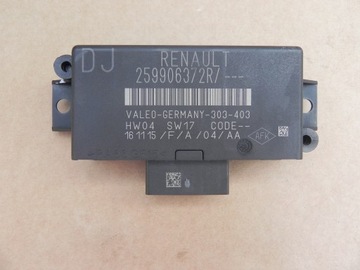 DJ RENAULT
259906372R/ ---
VALEO-GERMANY-303-403
HW04 SW17 CODE--
161115/F/A/04/AA